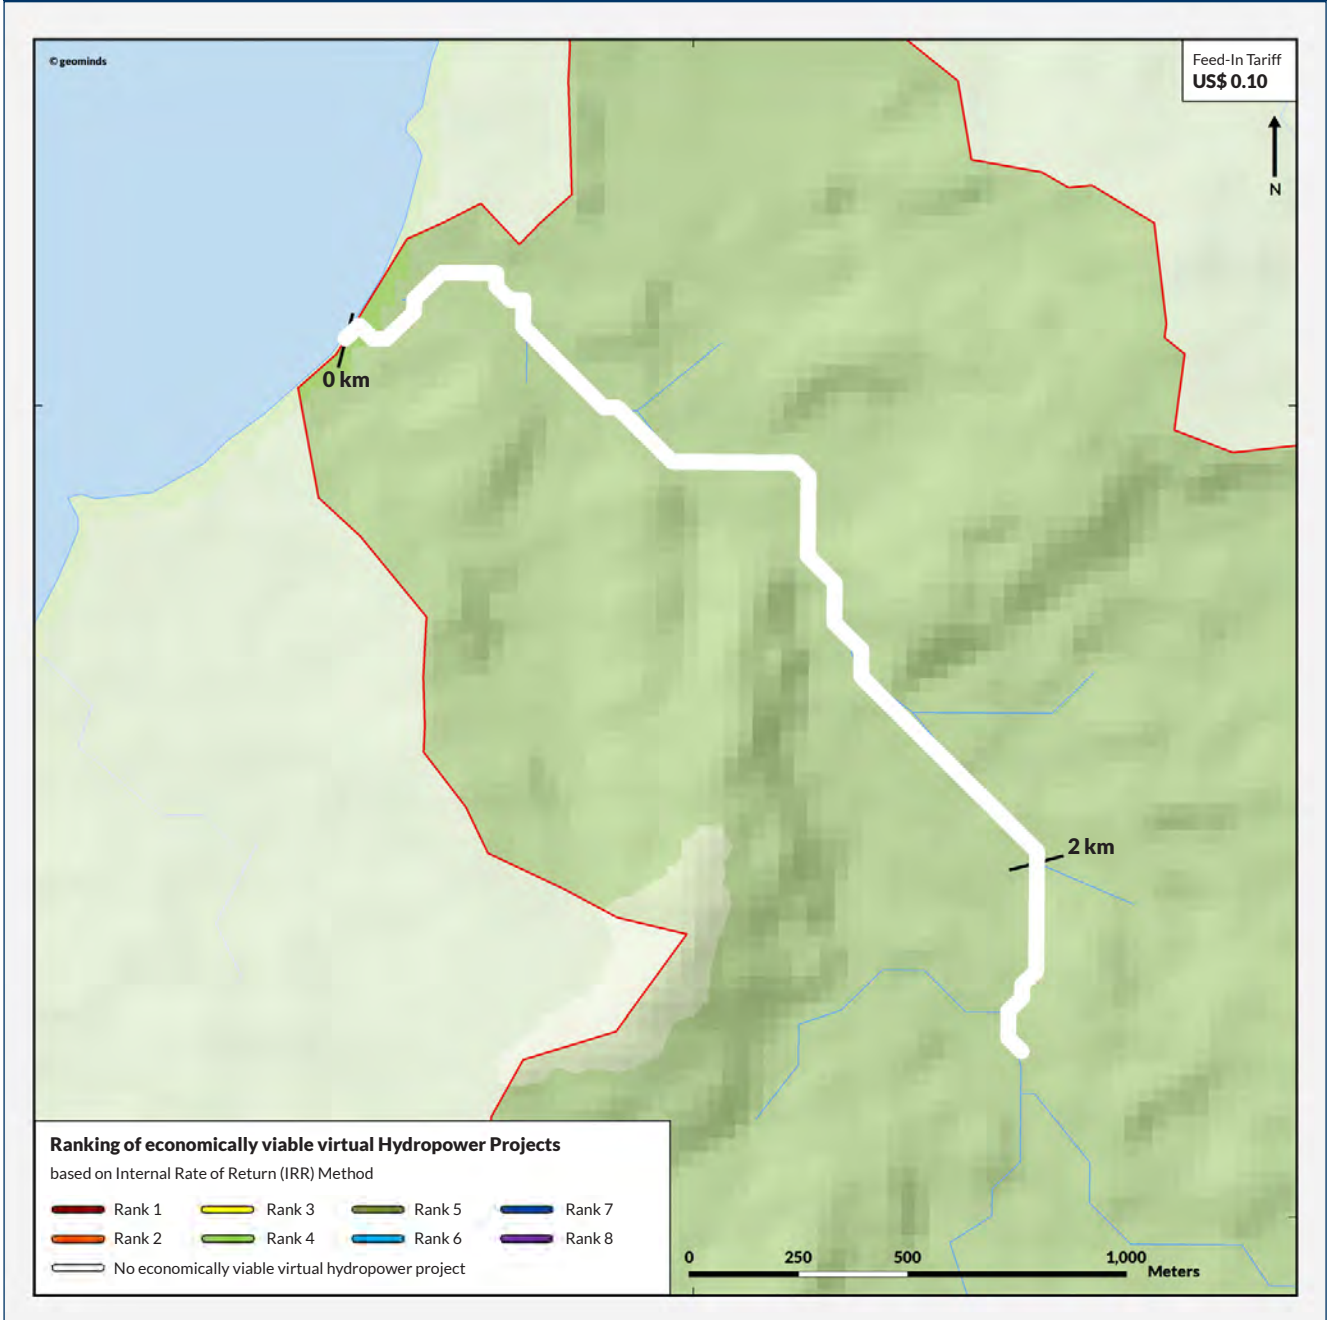 © geominds
Feed-In Tariff
US$ 0.10
N
0 km
2 km
Ranking of economically viable virtual Hydropower Projects
based on Internal Rate of Return (IRR) Method
Rank 1 Rank 3 Rank 5 Rank 7
Rank 2 Rank 4 Rank 6 Rank 8
No economically viable virtual hydropower project
0 250 500 1,000
Meters